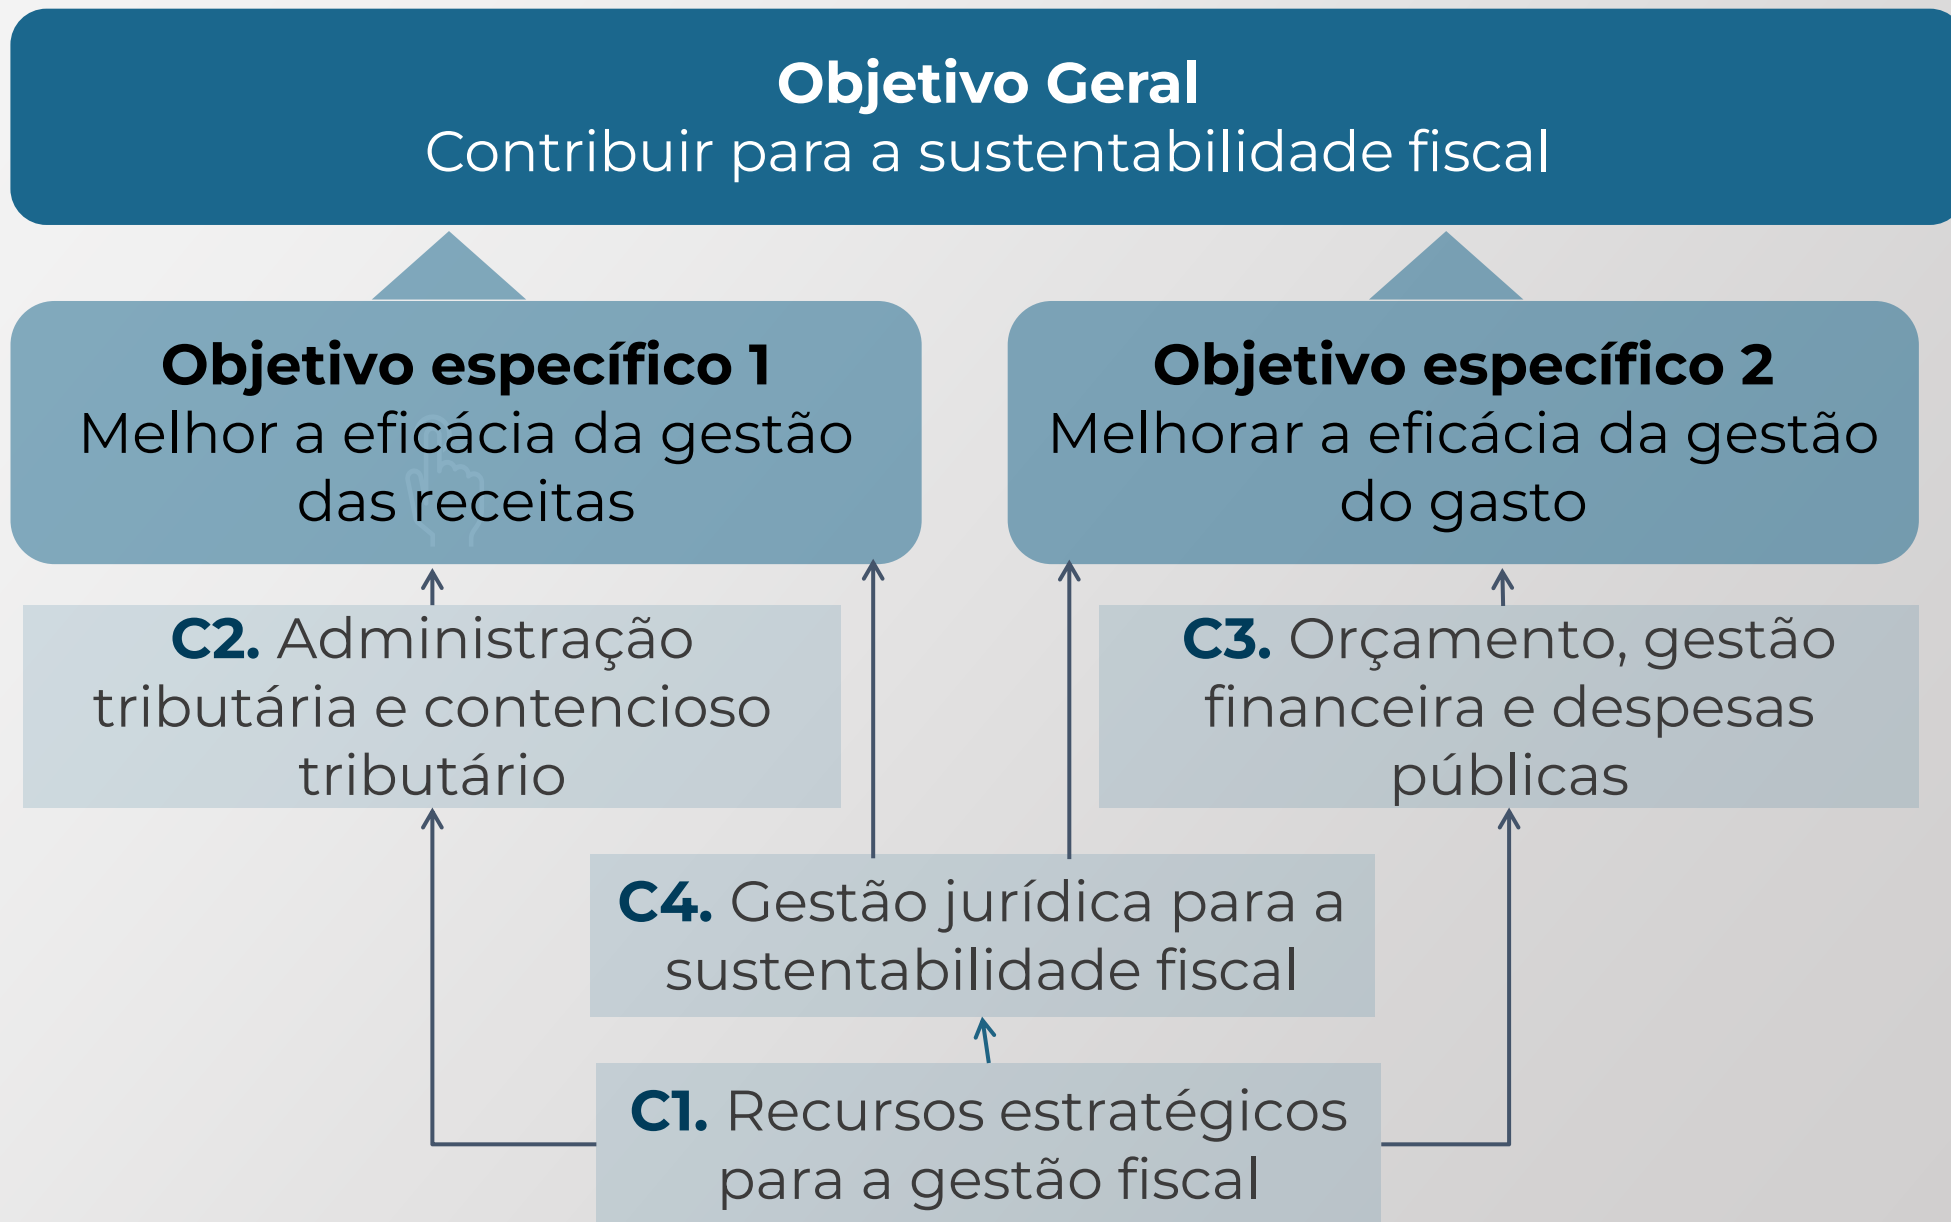 Objetivo Geral
Contribuir para a sustentabilidade fiscal
Objetivo específico 1
Melhor a eficácia da gestão
das receitas
Objetivo específico 2
Melhorar a eficácia da gestão
do gasto
C2. Administração
tributária e contencioso
tributário
C3. Orçamento, gestão
financeira e despesas
públicas
C4. Gestão jurídica para a
sustentabilidade fiscal
C1. Recursos estratégicos
para a gestão fiscal